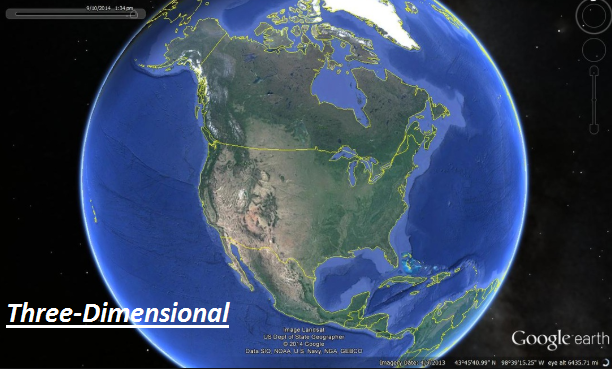 9/10/2014 1:34 pm
Three-Dimensional
Image Landsat
US Dept of State Geographer
© 2014 Google
Data SIO, NOAA, U.S. Navy, NGA, GEBCO
Google earth
Imagery Date: 4/9/2013 43°45'40.99" N 98°39'15.25" W eye alt 6435.71 mi